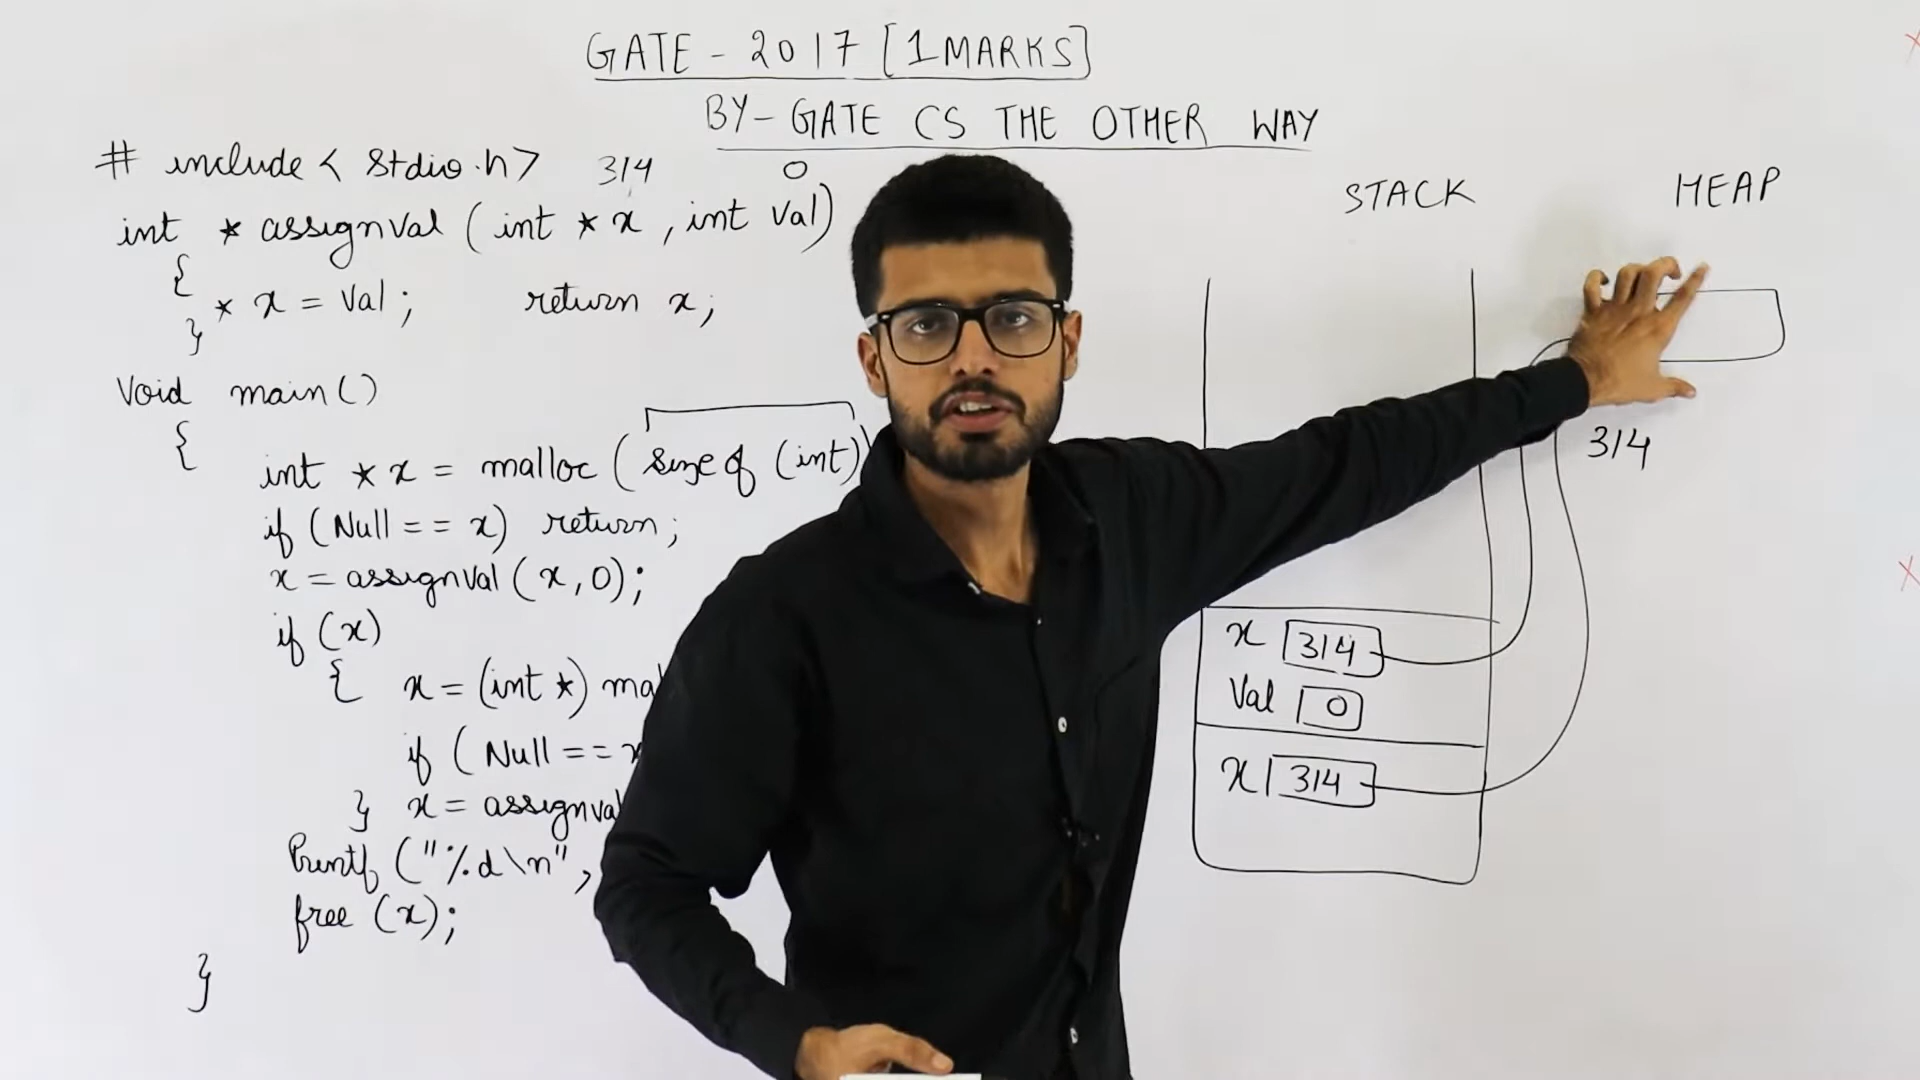 GATE - 2017 [1 MARKS]
BY- GATE CS THE OTHER WAY
# include < stdio.h> 314 0
int * assignval ( int * x , int val)
{
* x = val ; return x ;
}
Void main ()
{
int * x = malloc ( size of (int)
if (Null == x) return ;
x = assignval (x, 0) ;
if (x)
{ x = (int *) ma
if ( Null == x
} x = assignva
Printf ("%d\n" ,
free (x) ;
}
STACK HEAP
314
x 314
Val 0
x 314